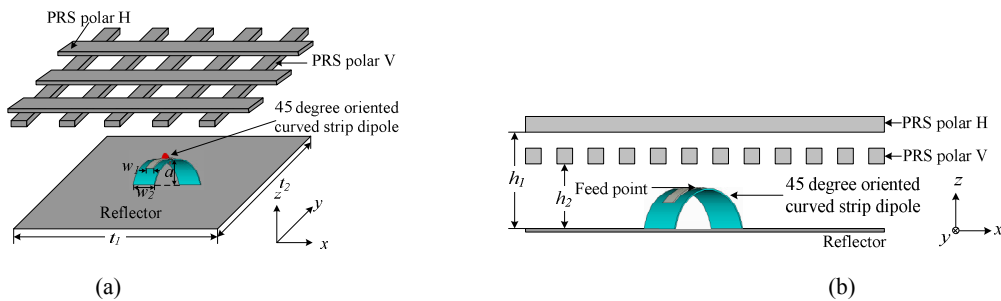 PRS polar H
PRS polar V
45 degree oriented
curved strip dipole
w1
d
w2
t2
Reflector
t1
z
y
x
(a)
PRS polar H
PRS polar V
h1
h2
Feed point
45 degree oriented
curved strip dipole
Reflector
z
y
x
(b)